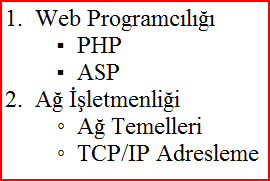 1. Web Programcılığı
▪ PHP
▪ ASP
2. Ağ İşletmenliği
◦ Ağ Temelleri
◦ TCP/IP Adresleme